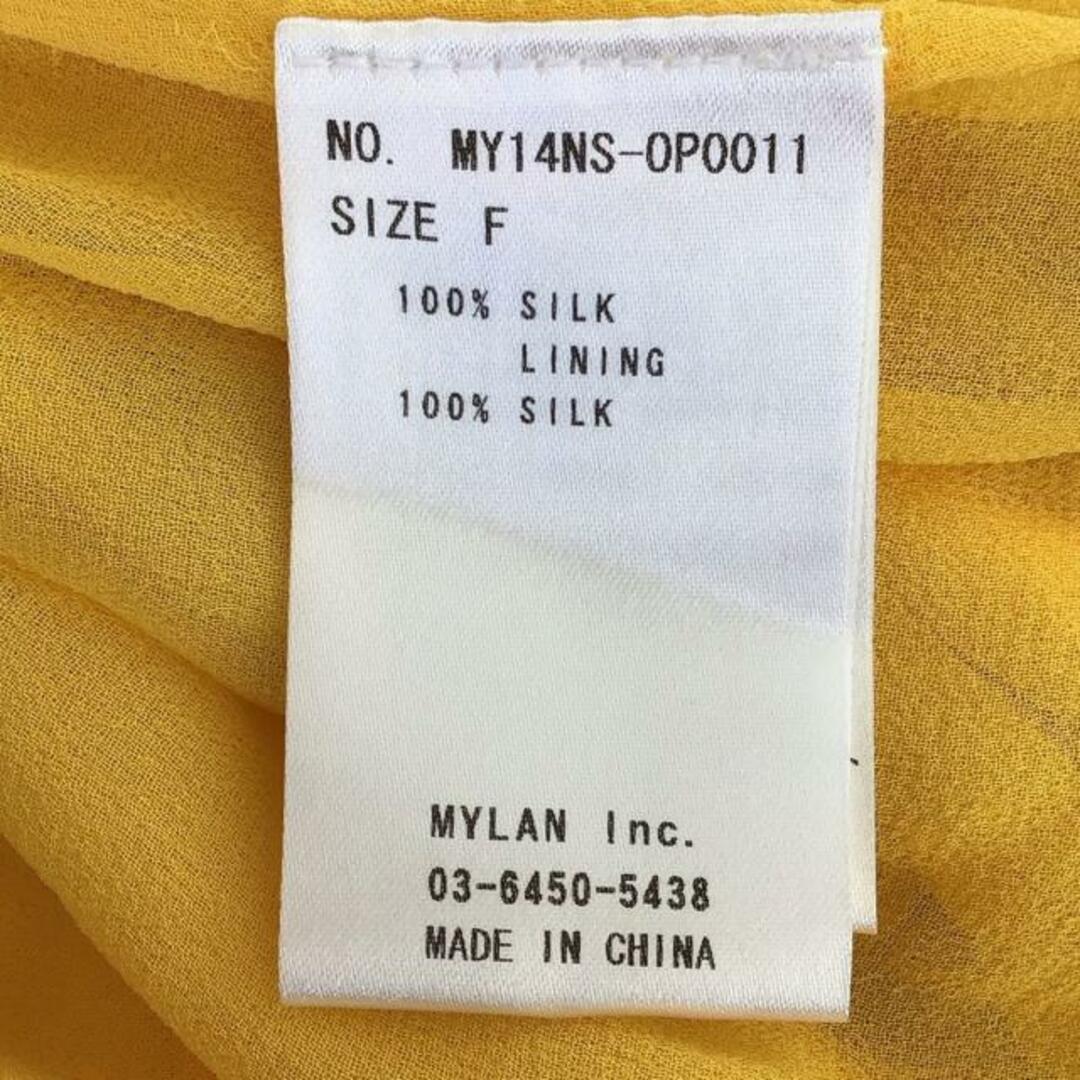 NO. MY14NS-OP0011
SIZE F
100% SILK
LINING
100% SILK
MYLAN Inc.
03-6450-5438
MADE IN CHINA